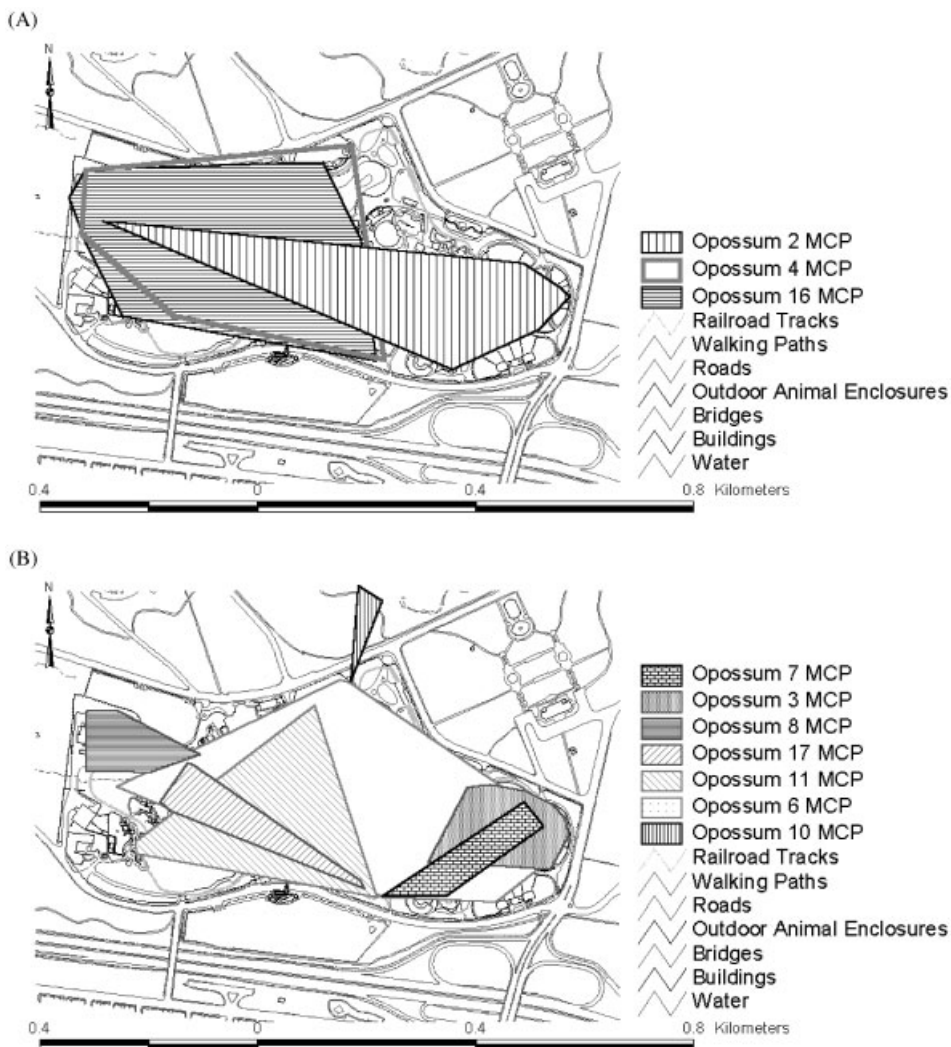 (A)
N
Opossum 2 MCP
Opossum 4 MCP
Opossum 16 MCP
Railroad Tracks
Walking Paths
Roads
Outdoor Animal Enclosures
Bridges
Buildings
Water
0.4 0 0.4 0.8 Kilometers
(B)
N
Opossum 7 MCP
Opossum 3 MCP
Opossum 8 MCP
Opossum 17 MCP
Opossum 11 MCP
Opossum 6 MCP
Opossum 10 MCP
Railroad Tracks
Walking Paths
Roads
Outdoor Animal Enclosures
Bridges
Buildings
Water
0.4 0 0.4 0.8 Kilometers